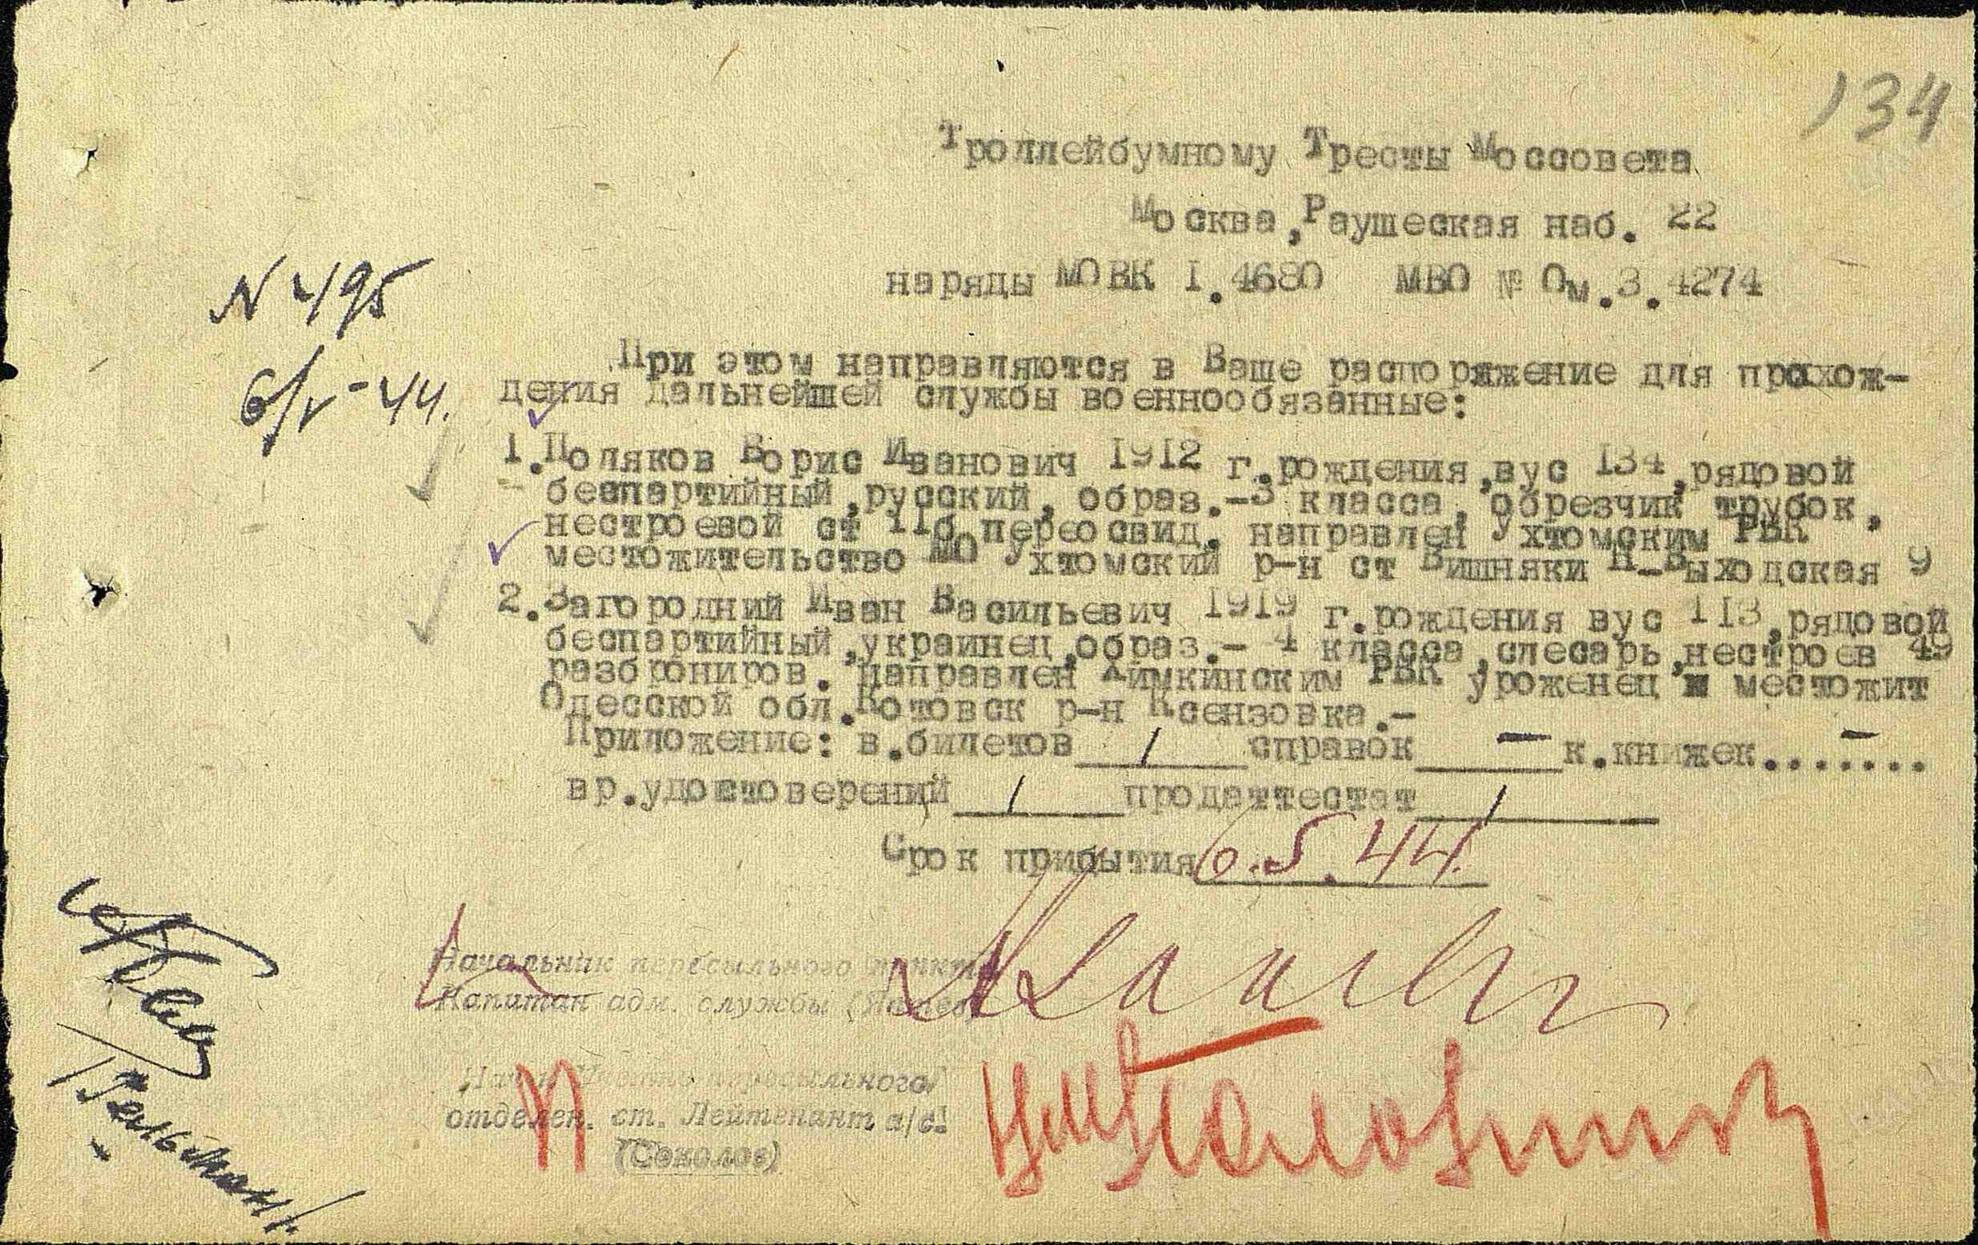 134
Троллейбумному Тресты Моссовета
Москва, Раушеская наб. 22
наряды МОВК I.4680 МВО № Ом.3.4274
N 495
6/V-44.
При этом направляются в Ваше распоряжение для прохож-
дения дальнейшей службы военнообязанные:
1.Поляков Борис Иванович 1912 г.рождения,вус 134,рядовой
беспартийный,русский, образ.-3 класса, обрезчик трубок,
нестроевой ст IIб переосвид. направлен Ухтомским РВК
местожительство МО Ухтомский р-н ст Вишняки Н-Выходская 9
2.Загородний Иван Васильевич 1919 г.рождения вус 113,рядовой
беспартийный,украинец,образ.- 4 класса,слесарь,нестроев 49
разброниров. направлен Химкинским РВК уроженец и местожит
Одесской обл.Котовск р-н Ксензовка.-
Приложение: в.билетов 1 справок — к.книжек....... —
вр.удостоверений 1 продаттестат 1
Срок прибытия 6.5.44.
Начальник пересыльного пункта
Капитан адм. службы
пересыльного
отделен. ст. Лейтенант а/с
(Соколов)